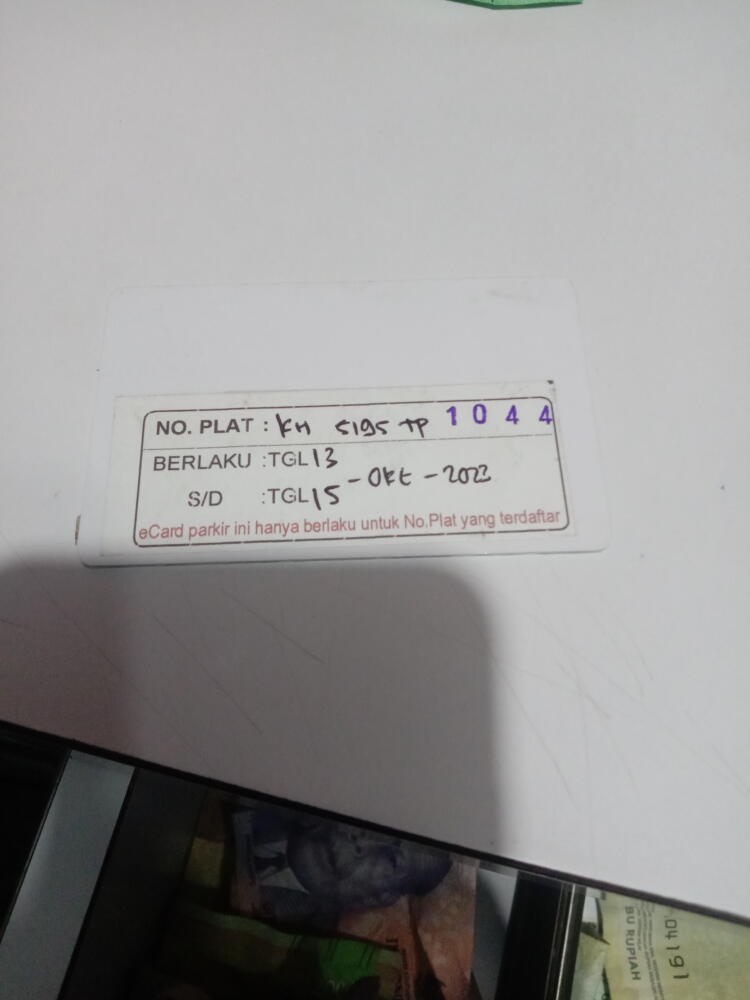 NO. PLAT : KH 5195 TP 1044
BERLAKU : TGL 13
- Okt - 2023
S/D : TGL 15
eCard parkir ini hanya berlaku untuk No.Plat yang terdaftar
04191
BU RUPIAH